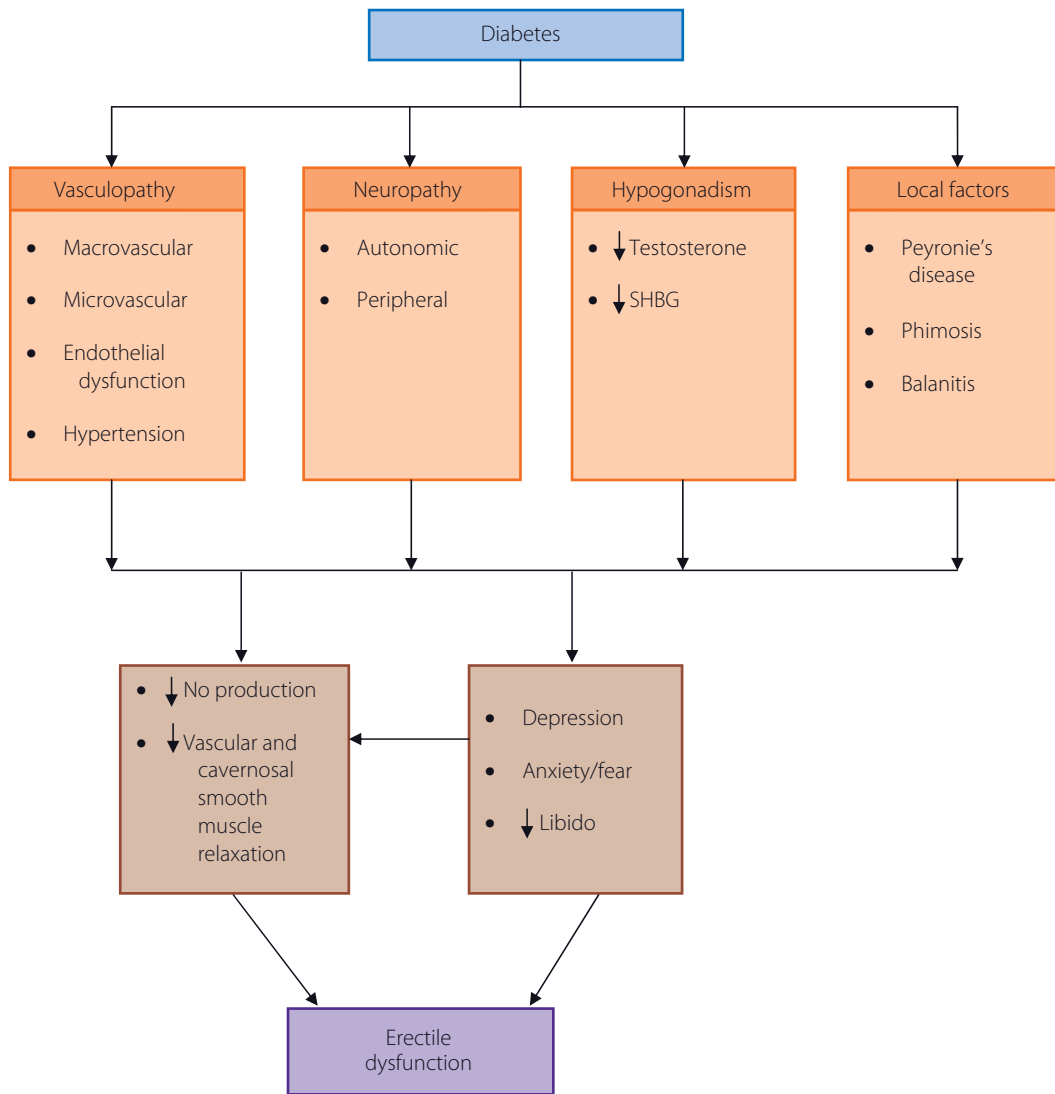 Diabetes
Vasculopathy
• Macrovascular
• Microvascular
• Endothelial
dysfunction
• Hypertension
Neuropathy
• Autonomic
• Peripheral
Hypogonadism
• ↓ Testosterone
• ↓ SHBG
Local factors
• Peyronie’s
disease
• Phimosis
• Balanitis
• ↓ No production
• ↓ Vascular and
cavernosal
smooth
muscle
relaxation
• Depression
• Anxiety/fear
• ↓ Libido
Erectile
dysfunction